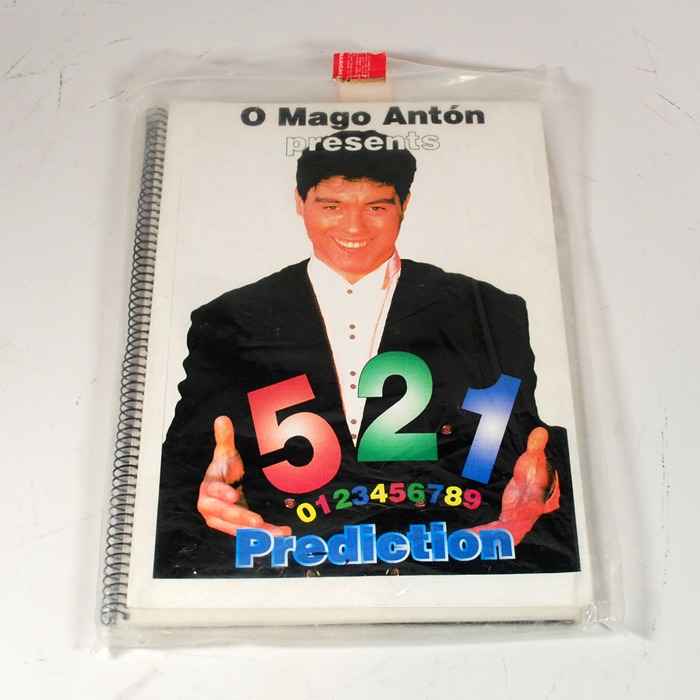 O Mago Antón
presents
521
0123456789
Prediction